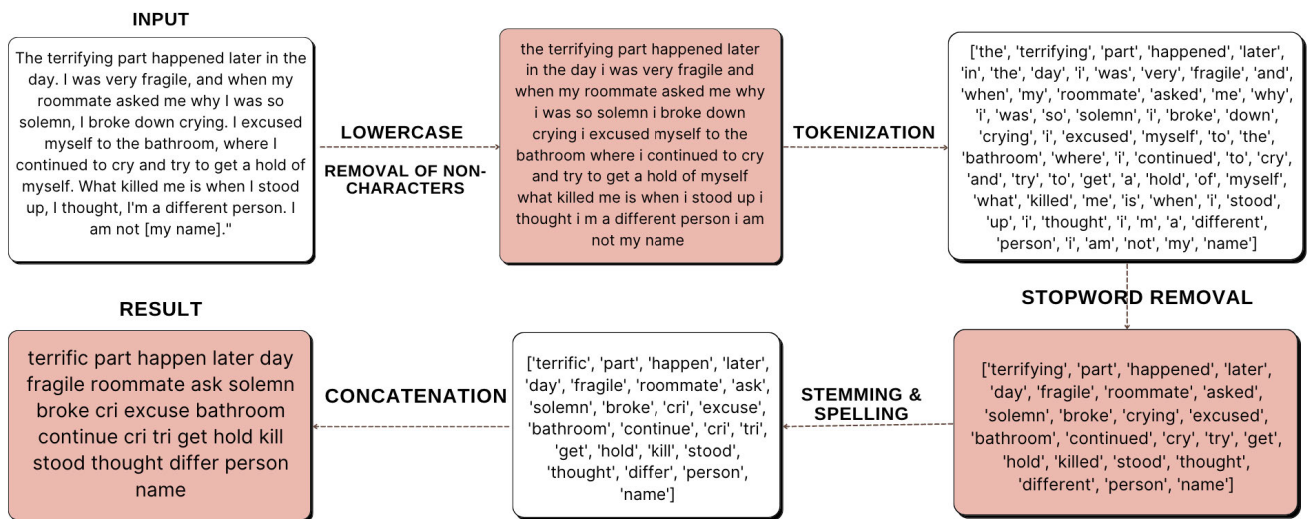 INPUT
The terrifying part happened later in the
day. I was very fragile, and when my
roommate asked me why I was so
solemn, I broke down crying. I excused
myself to the bathroom, where I
continued to cry and try to get a hold of
myself. What killed me is when I stood
up, I thought, I'm a different person. I
am not [my name]."
LOWERCASE
REMOVAL OF NON-
CHARACTERS
the terrifying part happened later
in the day i was very fragile and
when my roommate asked me why
i was so solemn i broke down
crying i excused myself to the
bathroom where i continued to cry
and try to get a hold of myself
what killed me is when i stood up i
thought i m a different person i am
not my name
TOKENIZATION
['the', 'terrifying', 'part', 'happened', 'later',
'in', 'the', 'day', 'i', 'was', 'very', 'fragile', 'and',
'when', 'my', 'roommate', 'asked', 'me', 'why',
'i', 'was', 'so', 'solemn', 'i', 'broke', 'down',
'crying', 'i', 'excused', 'myself', 'to', 'the',
'bathroom', 'where', 'i', 'continued', 'to', 'cry',
'and', 'try', 'to', 'get', 'a', 'hold', 'of', 'myself',
'what', 'killed', 'me', 'is', 'when', 'i', 'stood',
'up', 'i', 'thought', 'i', 'm', 'a', 'different',
'person', 'i', 'am', 'not', 'my', 'name']
STOPWORD REMOVAL
['terrifying', 'part', 'happened', 'later',
'day', 'fragile', 'roommate', 'asked',
'solemn', 'broke', 'crying', 'excused',
'bathroom', 'continued', 'cry', 'try', 'get',
'hold', 'killed', 'stood', 'thought',
'different', 'person', 'name']
STEMMING &
SPELLING
['terrific', 'part', 'happen', 'later',
'day', 'fragile', 'roommate', 'ask',
'solemn', 'broke', 'cri', 'excuse',
'bathroom', 'continue', 'cri', 'tri',
'get', 'hold', 'kill', 'stood',
'thought', 'differ', 'person',
'name']
CONCATENATION
RESULT
terrific part happen later day
fragile roommate ask solemn
broke cri excuse bathroom
continue cri tri get hold kill
stood thought differ person
name